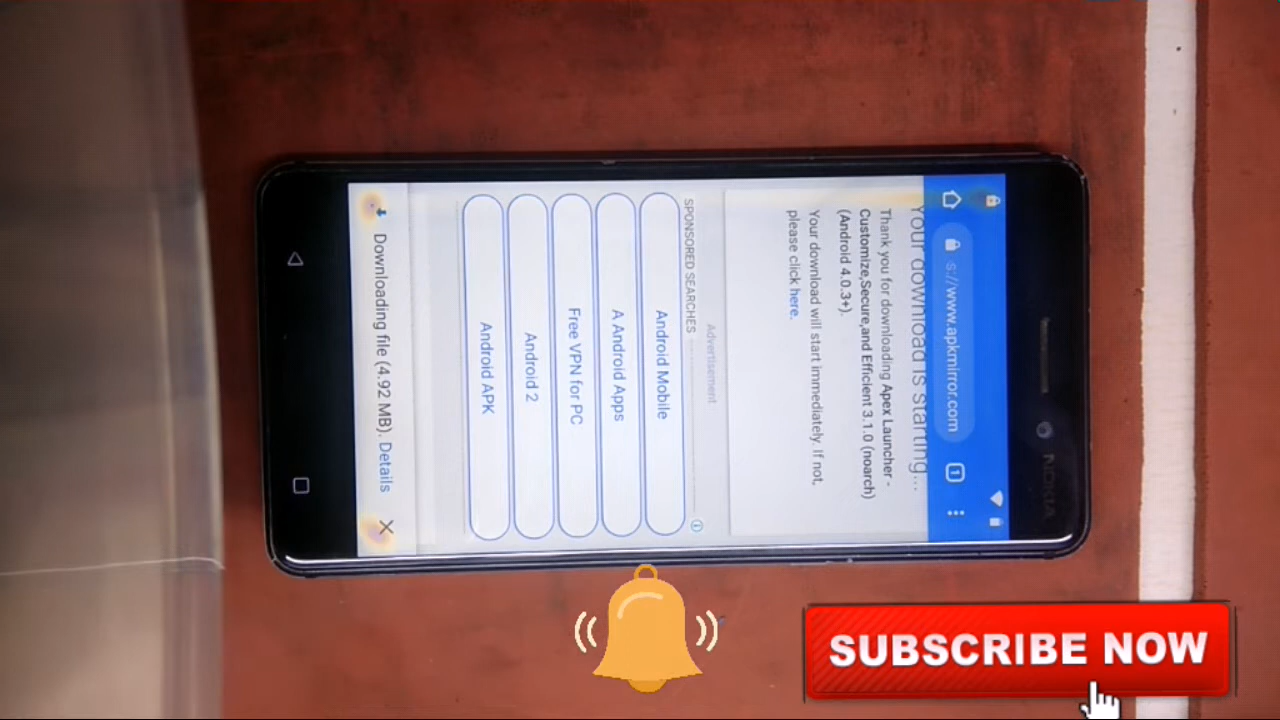 NOKIA
s://www.apkmirror.com
1
Your download is starting...
Thank you for downloading Apex Launcher -
Customize,Secure,and Efficient 3.1.0 (noarch)
(Android 4.0.3+).
Your download will start immediately. If not,
please click here.
Advertisement
SPONSORED SEARCHES
Android Mobile
A Android Apps
Free VPN for PC
Android 2
Android APK
Downloading file (4.92 MB). Details
SUBSCRIBE NOW